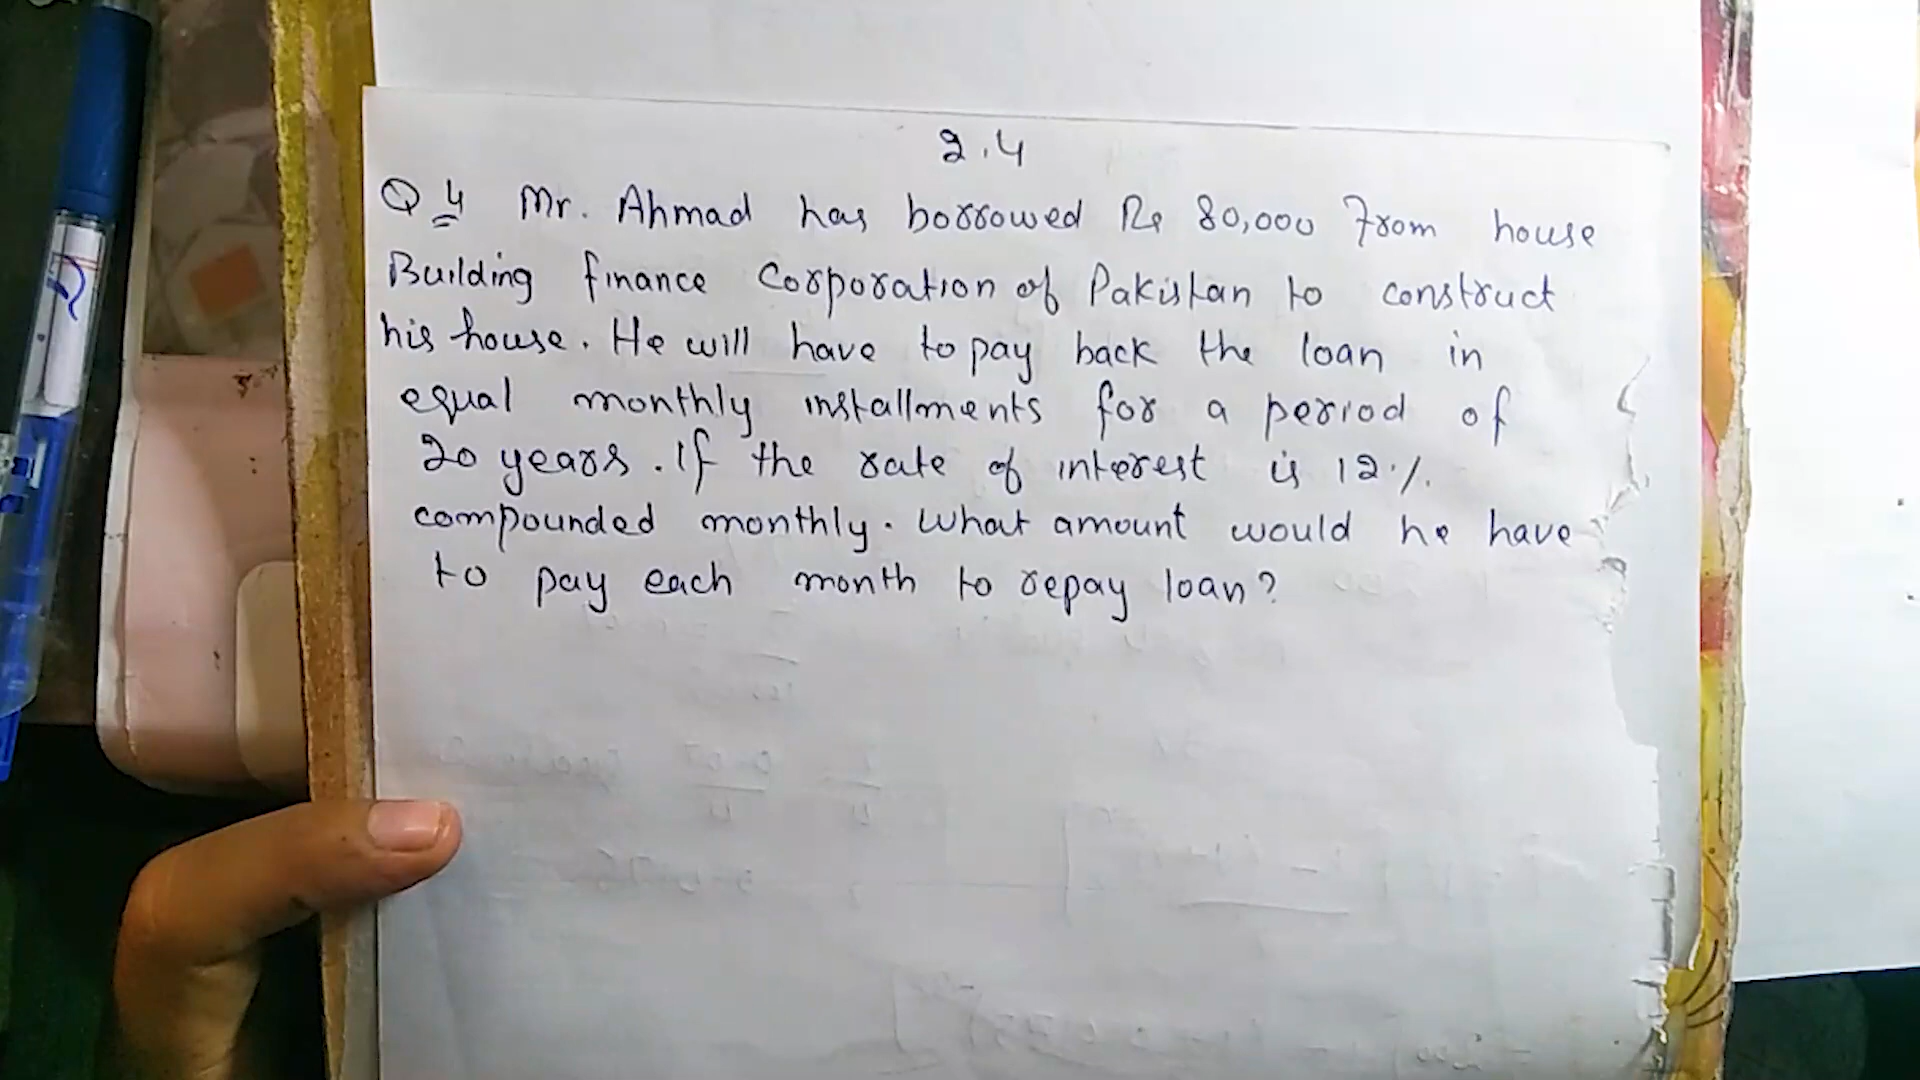 2.4
Q 4 Mr. Ahmad has borrowed Rs 80,000 From house
Building finance Corporation of Pakistan to construct
his house. He will have to pay back the loan in
equal monthly installments for a period of
20 years. If the rate of interest is 12%.
compounded monthly. What amount would he have
to pay each month to repay loan?